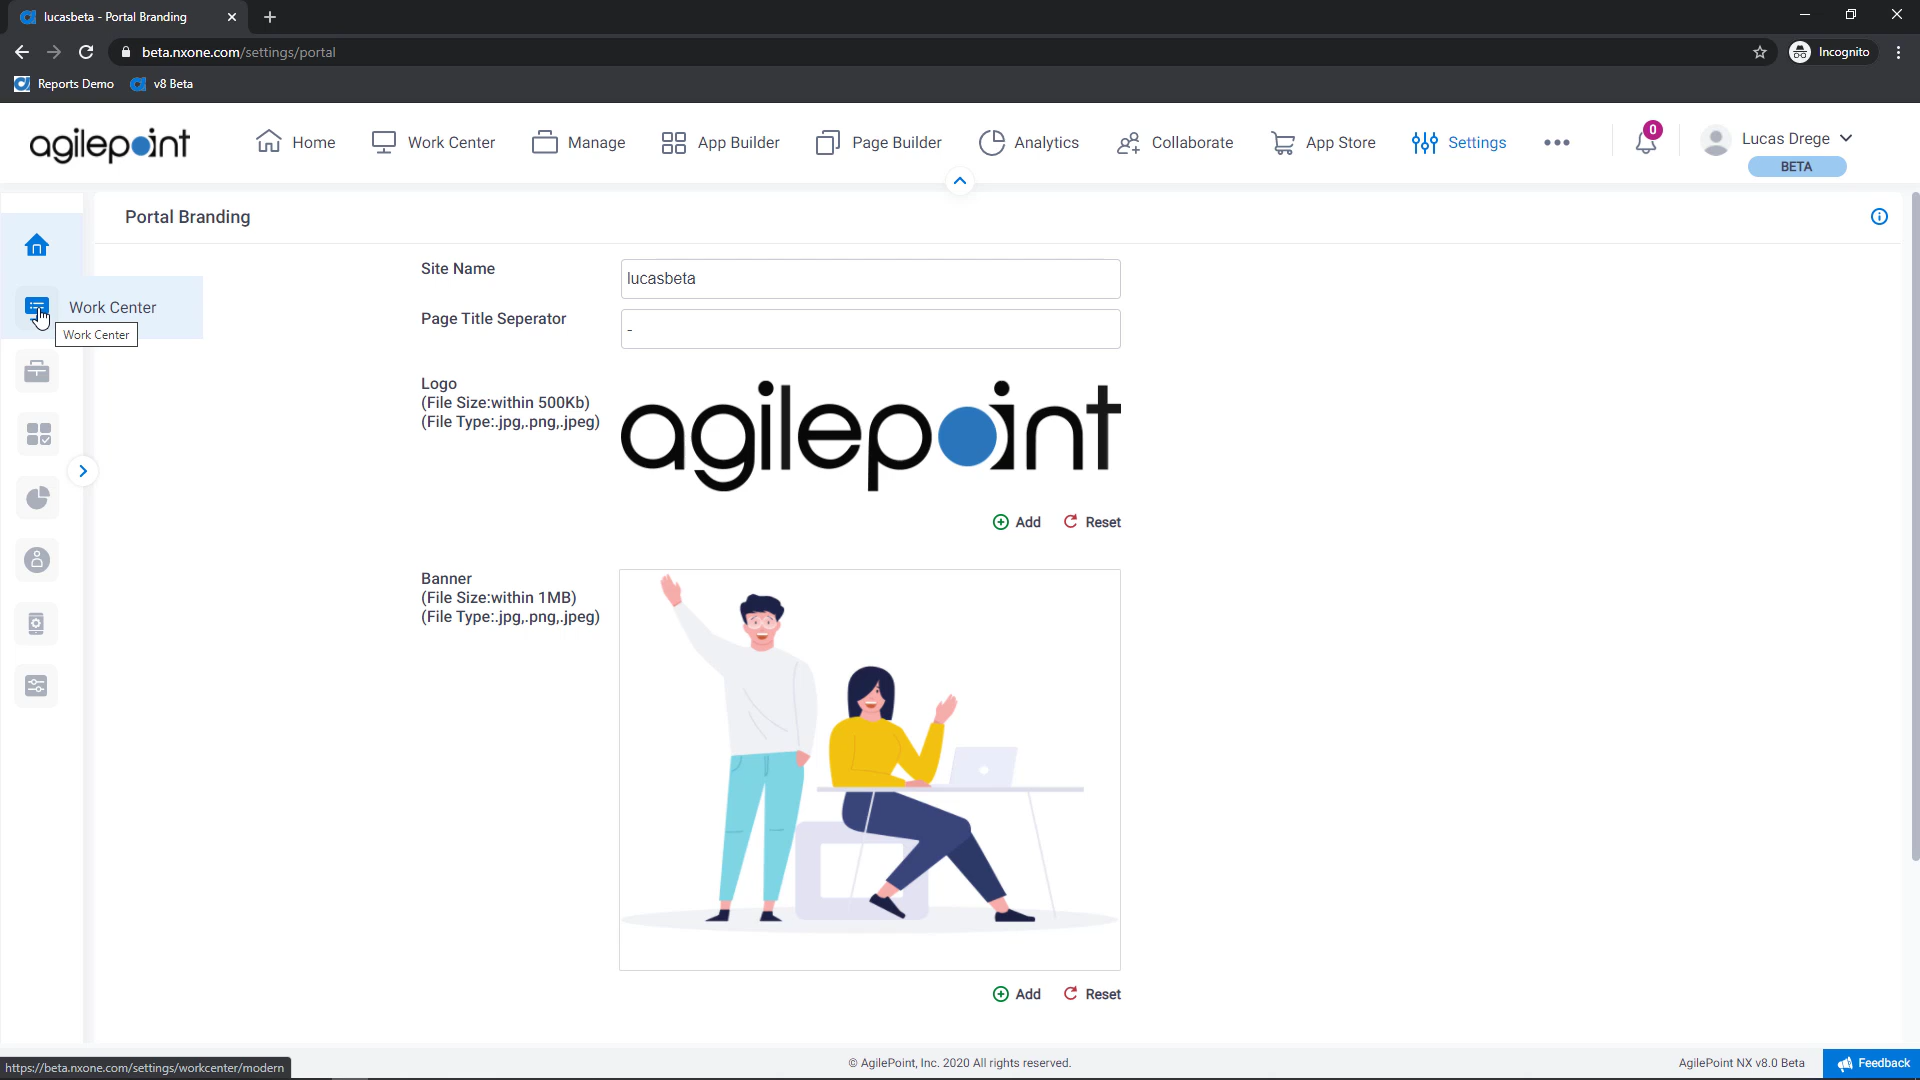 lucasbeta - Portal Branding
beta.nxone.com/settings/portal
Incognito
Reports Demo
v8 Beta
agilepoint
Home
Work Center
Manage
App Builder
Page Builder
Analytics
Collaborate
App Store
Settings
0
Lucas Drege
BETA
Portal Branding
Work Center
Work Center
Site Name
lucasbeta
Page Title Seperator
-
Logo
(File Size:within 500Kb)
(File Type:.jpg,.png,.jpeg)
agilepoint
Add
Reset
Banner
(File Size:within 1MB)
(File Type:.jpg,.png,.jpeg)
Add
Reset
https://beta.nxone.com/settings/workcenter/modern
© AgilePoint, Inc. 2020 All rights reserved.
AgilePoint NX v8.0 Beta
Feedback